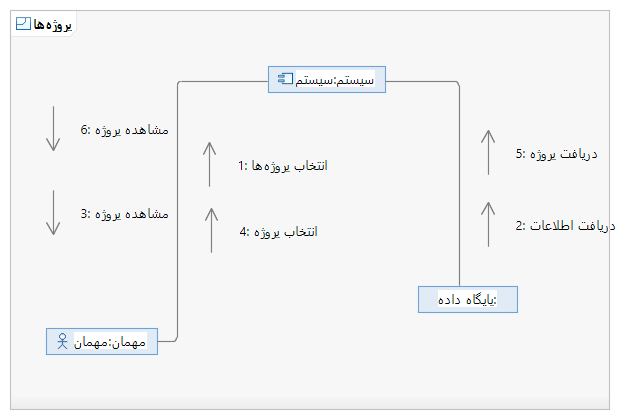 پروژه‌ها
سیستم:سیستم
6: مشاهده پروژه
1: انتخاب پروژه‌ها
5: دریافت پروژه
3: مشاهده پروژه
4: انتخاب پروژه
2: دریافت اطلاعات
:پایگاه داده
مهمان:مهمان